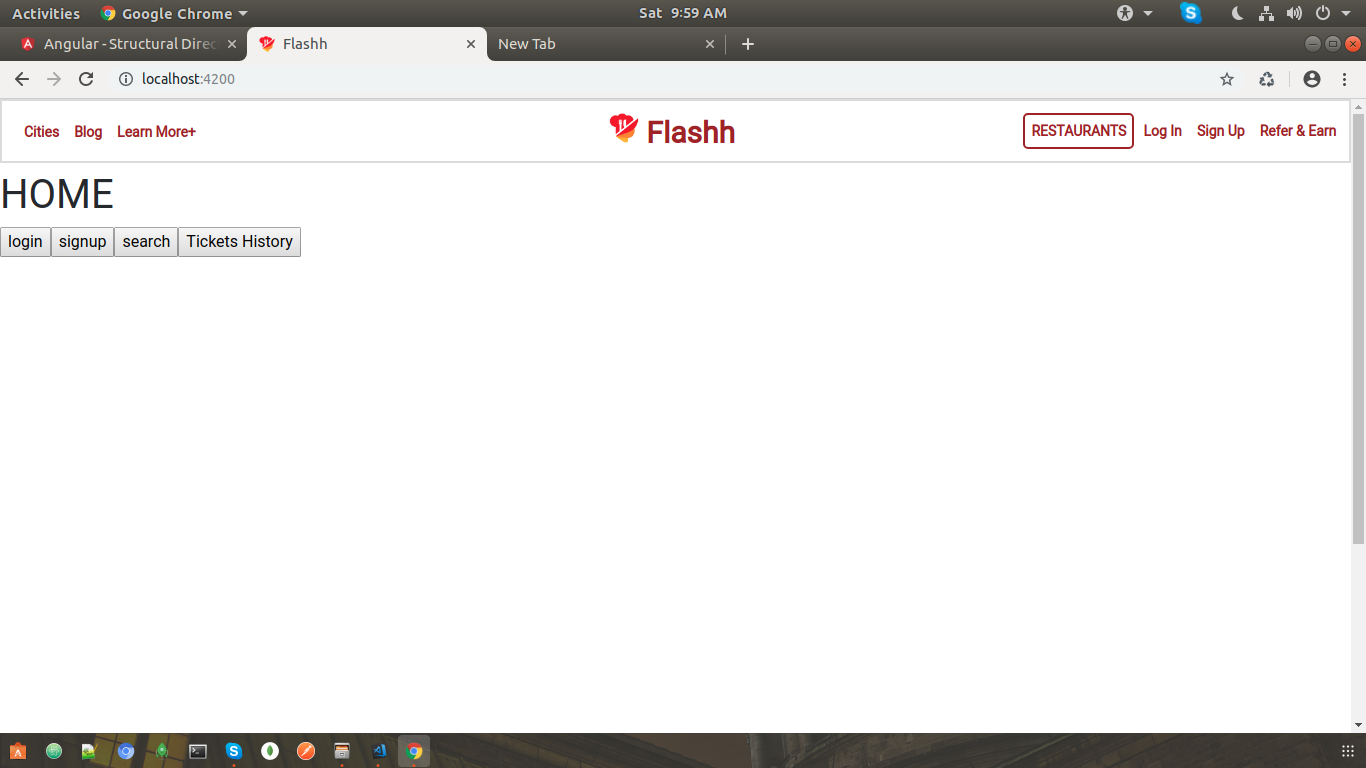 Activities Google Chrome Sat 9:59 AM
Angular - Structural Direc Flashh New Tab
localhost:4200
Cities Blog Learn More+ Flashh RESTAURANTS Log In Sign Up Refer & Earn
HOME
login signup search Tickets History